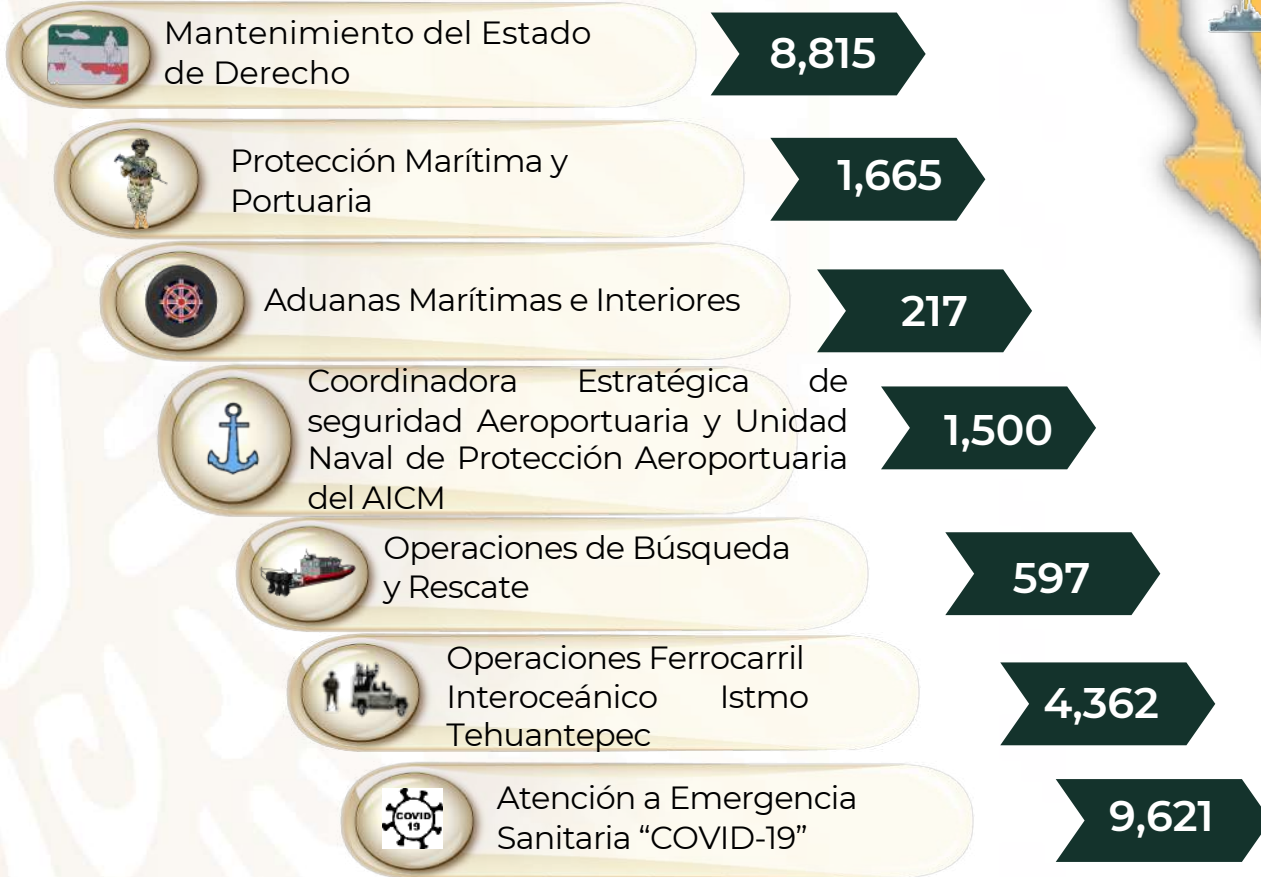 Mantenimiento del Estado
de Derecho
8,815
Protección Marítima y
Portuaria
1,665
Aduanas Marítimas e Interiores
217
Coordinadora Estratégica de
seguridad Aeroportuaria y Unidad
Naval de Protección Aeroportuaria
del AICM
1,500
Operaciones de Búsqueda
y Rescate
597
Operaciones Ferrocarril
Interoceánico Istmo
Tehuantepec
4,362
COVID
19
Atención a Emergencia
Sanitaria “COVID-19”
9,621